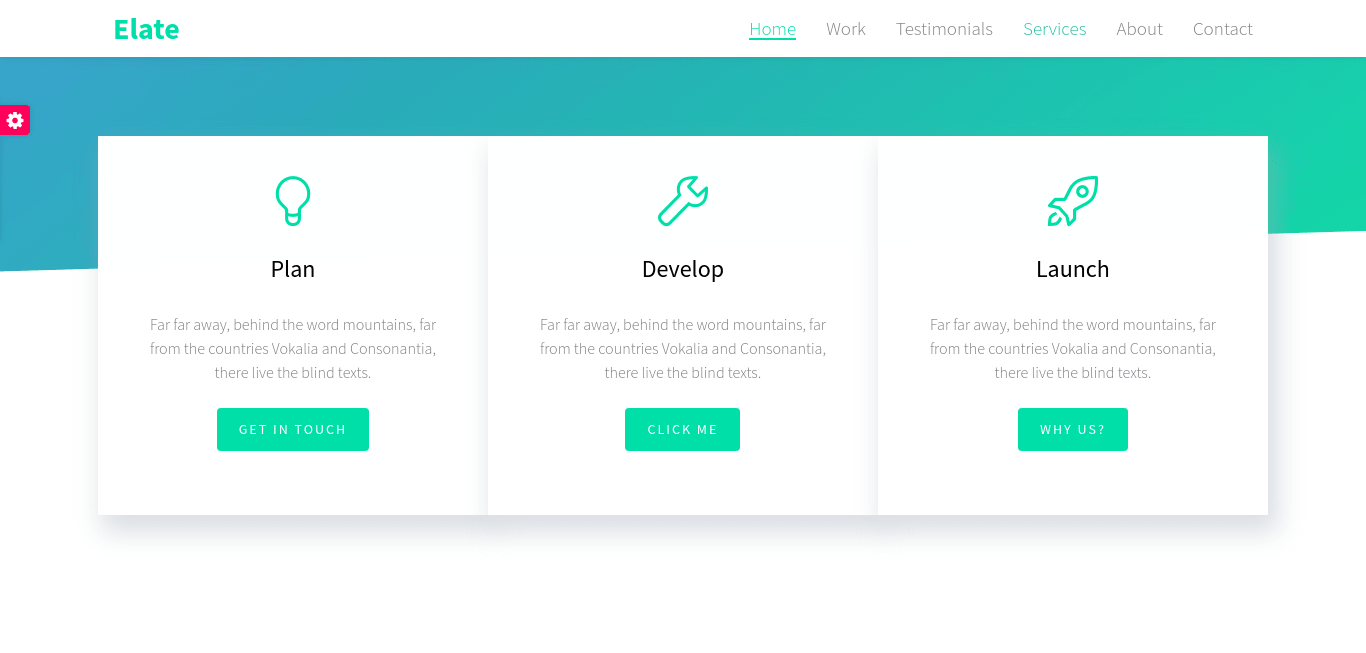 Elate
Home Work Testimonials Services About Contact
Plan
Far far away, behind the word mountains, far
from the countries Vokalia and Consonantia,
there live the blind texts.
GET IN TOUCH
Develop
Far far away, behind the word mountains, far
from the countries Vokalia and Consonantia,
there live the blind texts.
CLICK ME
Launch
Far far away, behind the word mountains, far
from the countries Vokalia and Consonantia,
there live the blind texts.
WHY US?